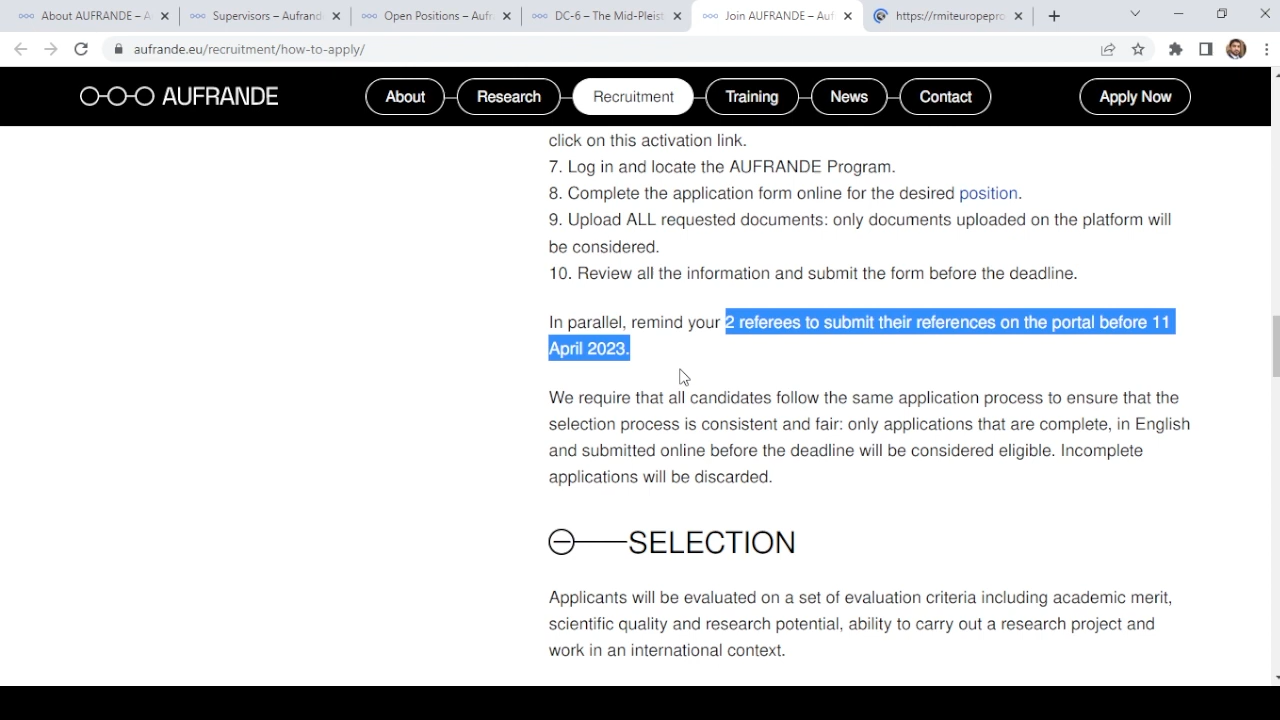 About AUFRANDE – A
Supervisors – Aufrand
Open Positions – Aufr
DC-6 – The Mid-Pleist
Join AUFRANDE – Auf
https://rmiteuropepro
aufrande.eu/recruitment/how-to-apply/
AUFRANDE
About
Research
Recruitment
Training
News
Contact
Apply Now
click on this activation link.
7. Log in and locate the AUFRANDE Program.
8. Complete the application form online for the desired position.
9. Upload ALL requested documents: only documents uploaded on the platform will
be considered.
10. Review all the information and submit the form before the deadline.
In parallel, remind your 2 referees to submit their references on the portal before 11
April 2023.
We require that all candidates follow the same application process to ensure that the
selection process is consistent and fair: only applications that are complete, in English
and submitted online before the deadline will be considered eligible. Incomplete
applications will be discarded.
SELECTION
Applicants will be evaluated on a set of evaluation criteria including academic merit,
scientific quality and research potential, ability to carry out a research project and
work in an international context.